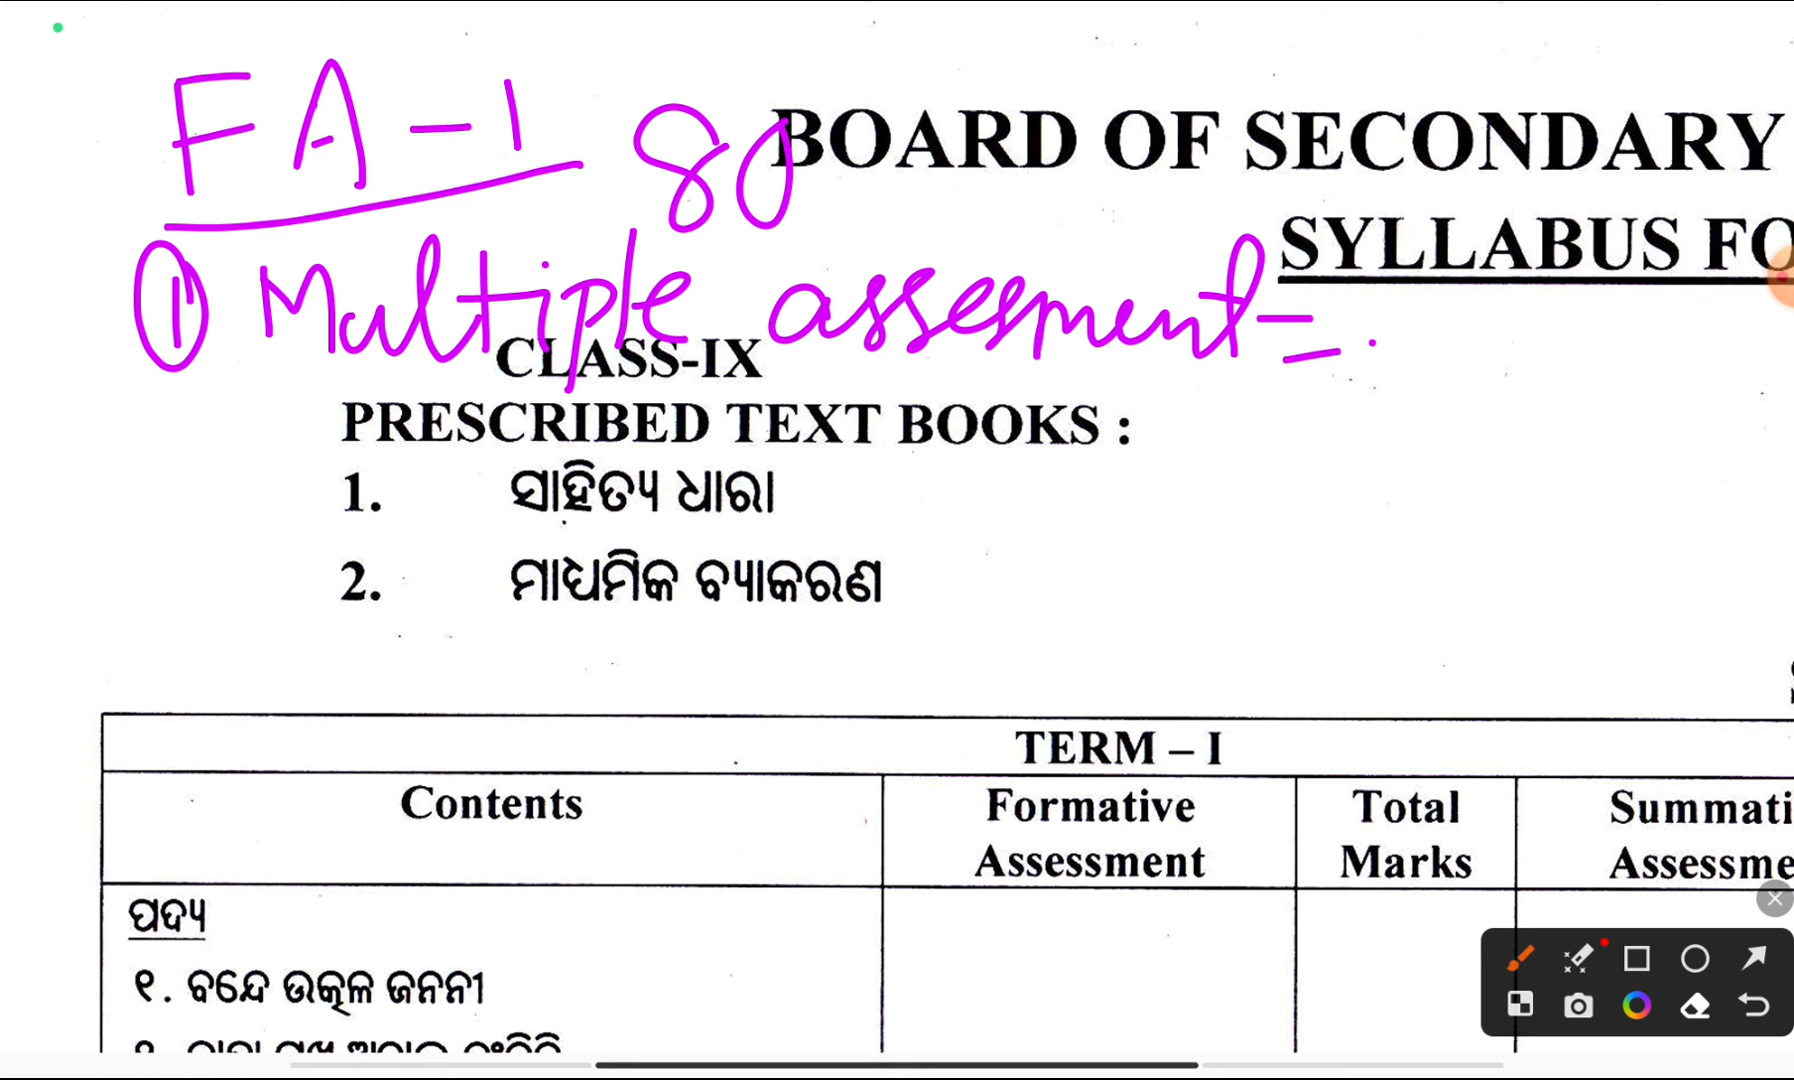 FA-1 80
BOARD OF SECONDARY
SYLLABUS FO
① Multiple assesment-
CLASS-IX
PRESCRIBED TEXT BOOKS :
1. ସାହିତ୍ୟ ଧାରା
2. ମାଧ୍ୟମିକ ବ୍ୟାକରଣ
TERM – I
Contents
Formative Assessment
Total Marks
Summati
Assessme
ପଦ୍ୟ
୧. ବନ୍ଦେ ଉତ୍କଳ ଜନନୀ